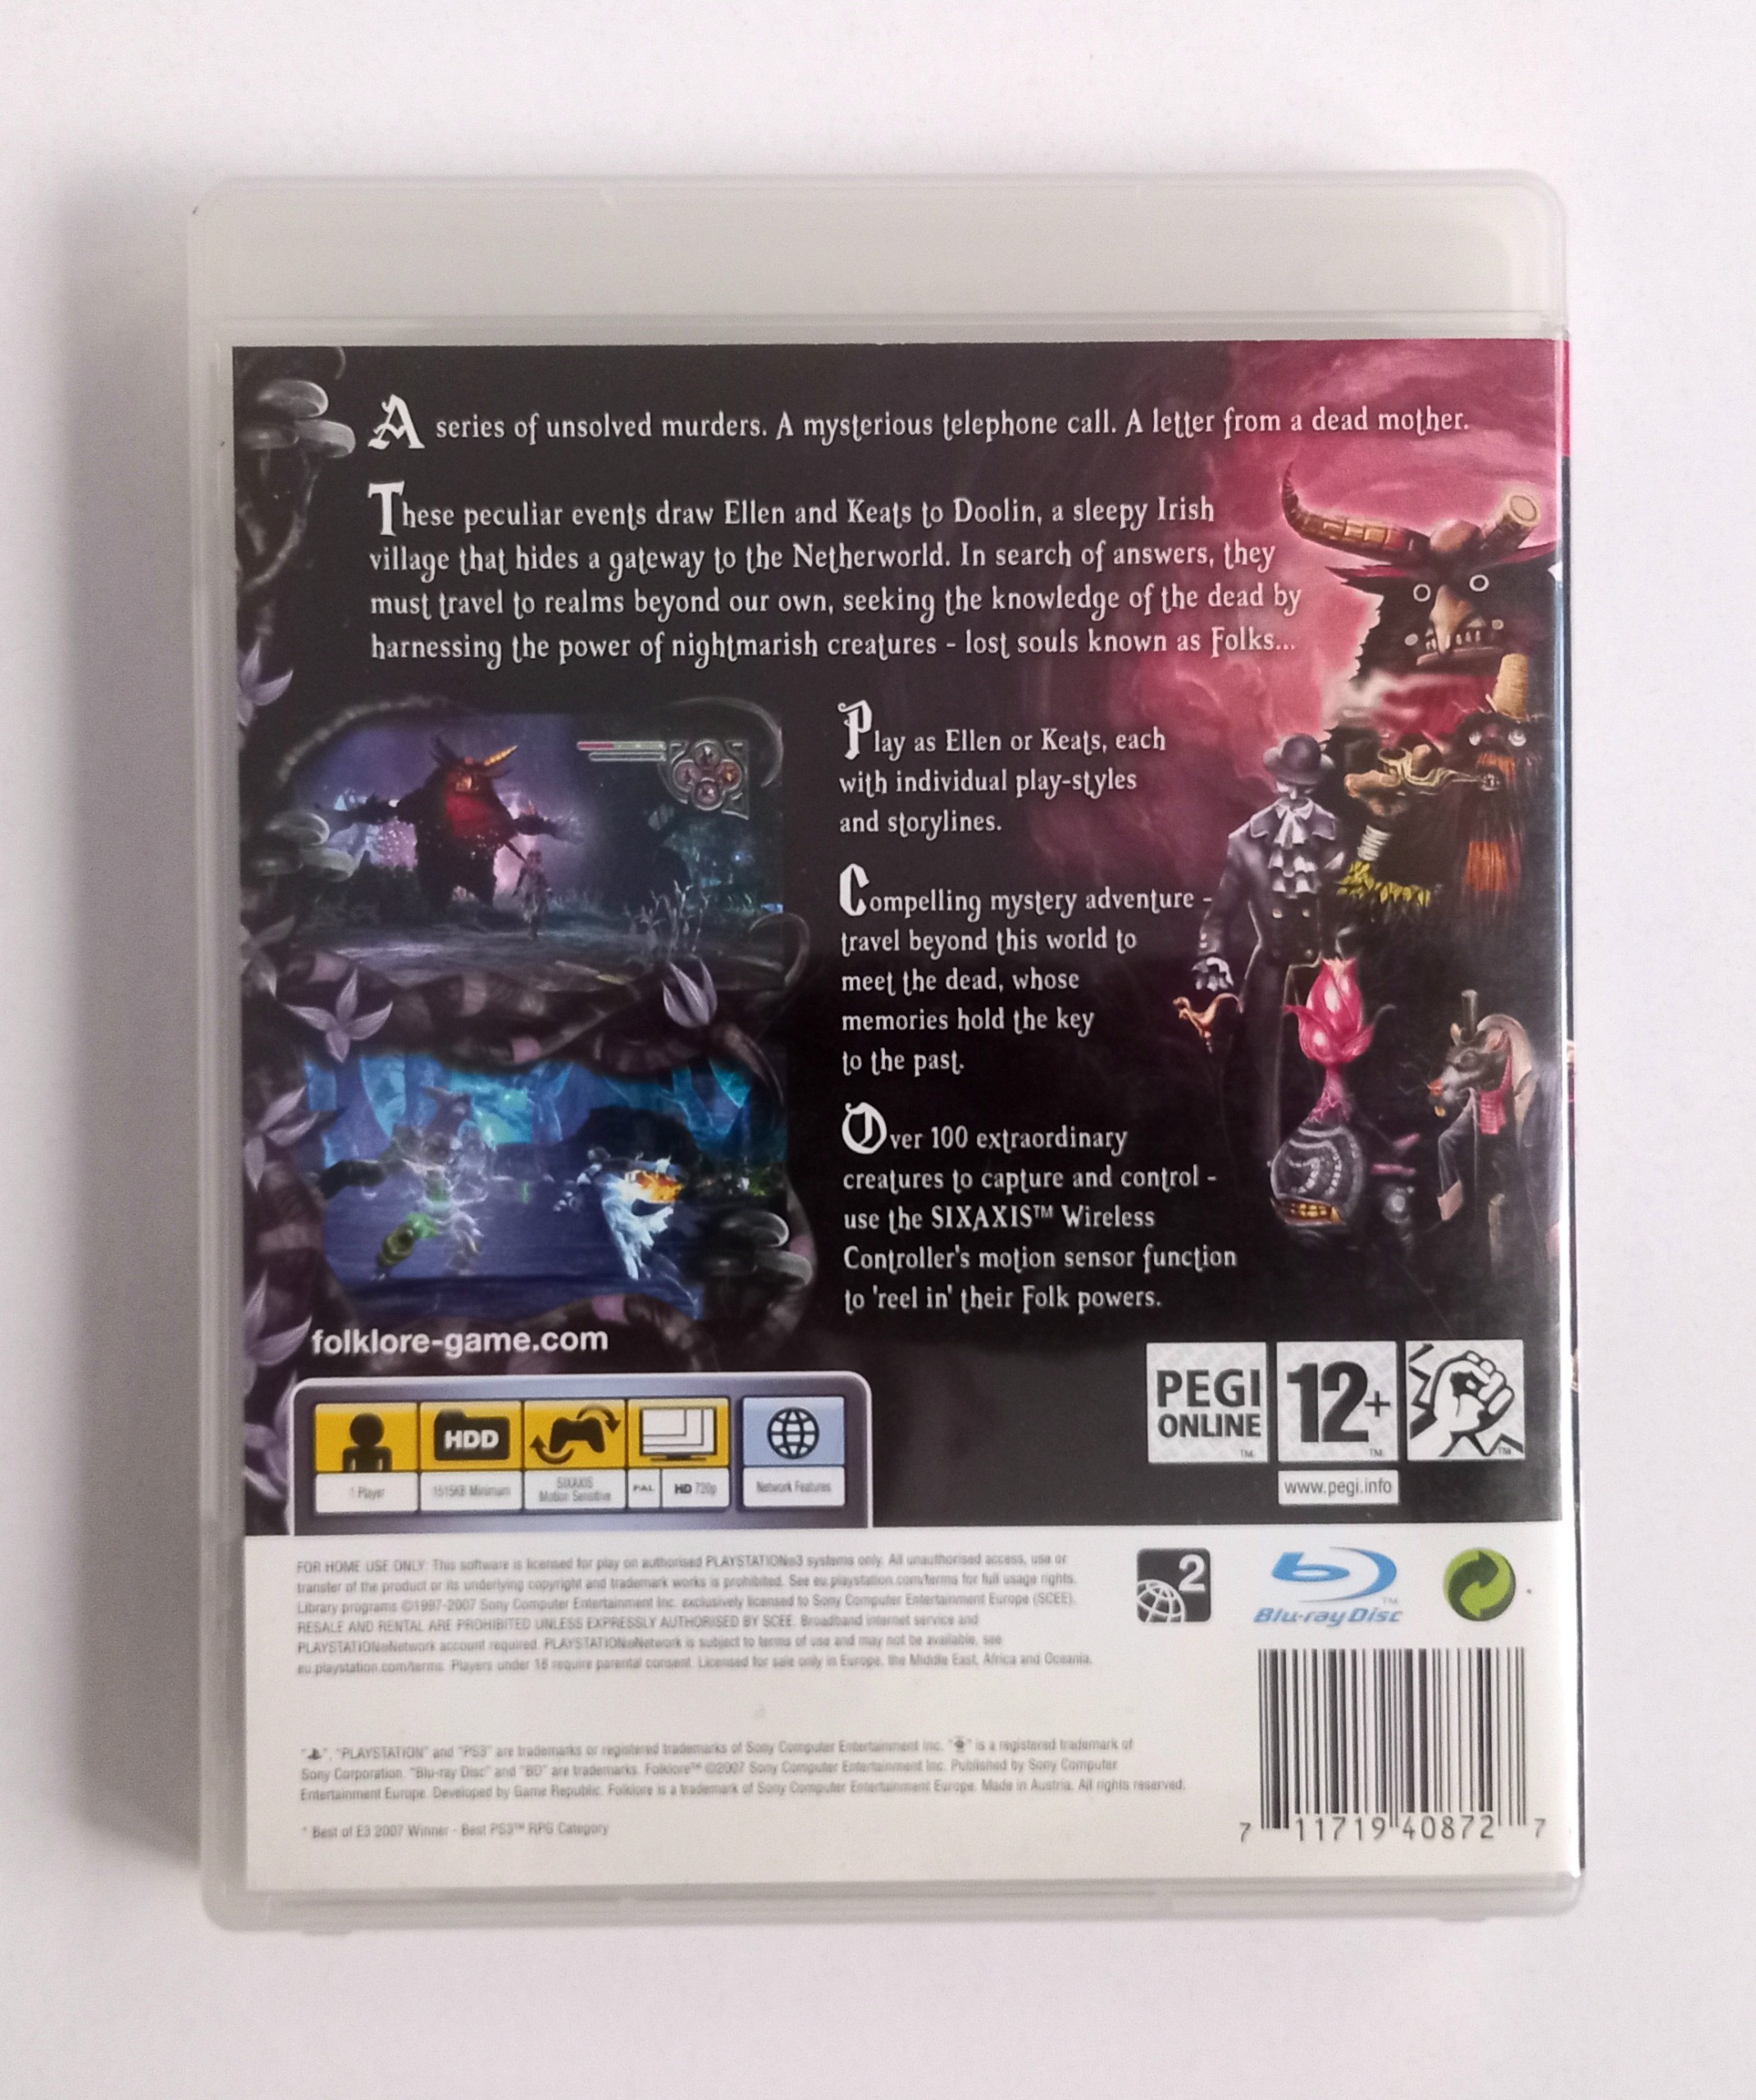 A series of unsolved murders. A mysterious telephone call. A letter from a dead mother.
These peculiar events draw Ellen and Keats to Doolin, a sleepy Irish
village that hides a gateway to the Netherworld. In search of answers, they
must travel to realms beyond our own, seeking the knowledge of the dead by
harnessing the power of nightmarish creatures - lost souls known as Folks...
Play as Ellen or Keats, each
with individual play-styles
and storylines.
Compelling mystery adventure -
travel beyond this world to
meet the dead, whose
memories hold the key
to the past.
Over 100 extraordinary
creatures to capture and control -
use the SIXAXIS™ Wireless
Controller's motion sensor function
to 'reel in' their Folk powers.
folklore-game.com
HDD
1 Player
1515KB Minimum
SIXAXIS
Motion Sensitive
PAL
HD 720p
Network Features
PEGI
ONLINE
™
12+
™
™
www.pegi.info
FOR HOME USE ONLY: This software is licensed for play on authorised PLAYSTATION®3 systems only. All unauthorised access, use or
transfer of the product or its underlying copyright and trademark works is prohibited. See eu.playstation.com/terms for full usage rights.
Library programs ©1997-2007 Sony Computer Entertainment Inc. exclusively licensed to Sony Computer Entertainment Europe (SCEE).
RESALE AND RENTAL ARE PROHIBITED UNLESS EXPRESSLY AUTHORISED BY SCEE. Broadband internet service and
PLAYSTATION®Network account required. PLAYSTATION®Network is subject to terms of use and may not be available, see
eu.playstation.com/terms. Players under 18 require parental consent. Licensed for sale only in Europe, the Middle East, Africa and Oceania.
2
Blu-ray Disc
™
"", "PLAYSTATION" and "PS3" are trademarks or registered trademarks of Sony Computer Entertainment Inc. "" is a registered trademark of
Sony Corporation. "Blu-ray Disc" and "BD" are trademarks. Folklore™ ©2007 Sony Computer Entertainment Inc. Published by Sony Computer
Entertainment Europe. Developed by Game Republic. Folklore is a trademark of Sony Computer Entertainment Europe. Made in Austria. All rights reserved.
* Best of E3 2007 Winner - Best PS3™ RPG Category
7 11719 40872 7